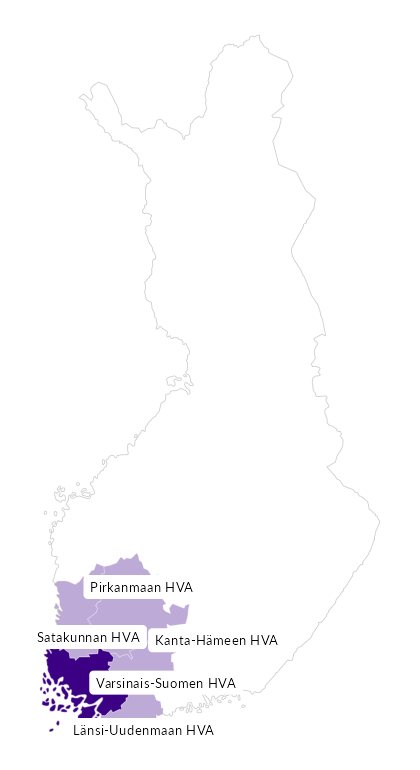 Pirkanmaan HVA
Satakunnan HVA
Kanta-Hämeen HVA
Varsinais-Suomen HVA
Länsi-Uudenmaan HVA